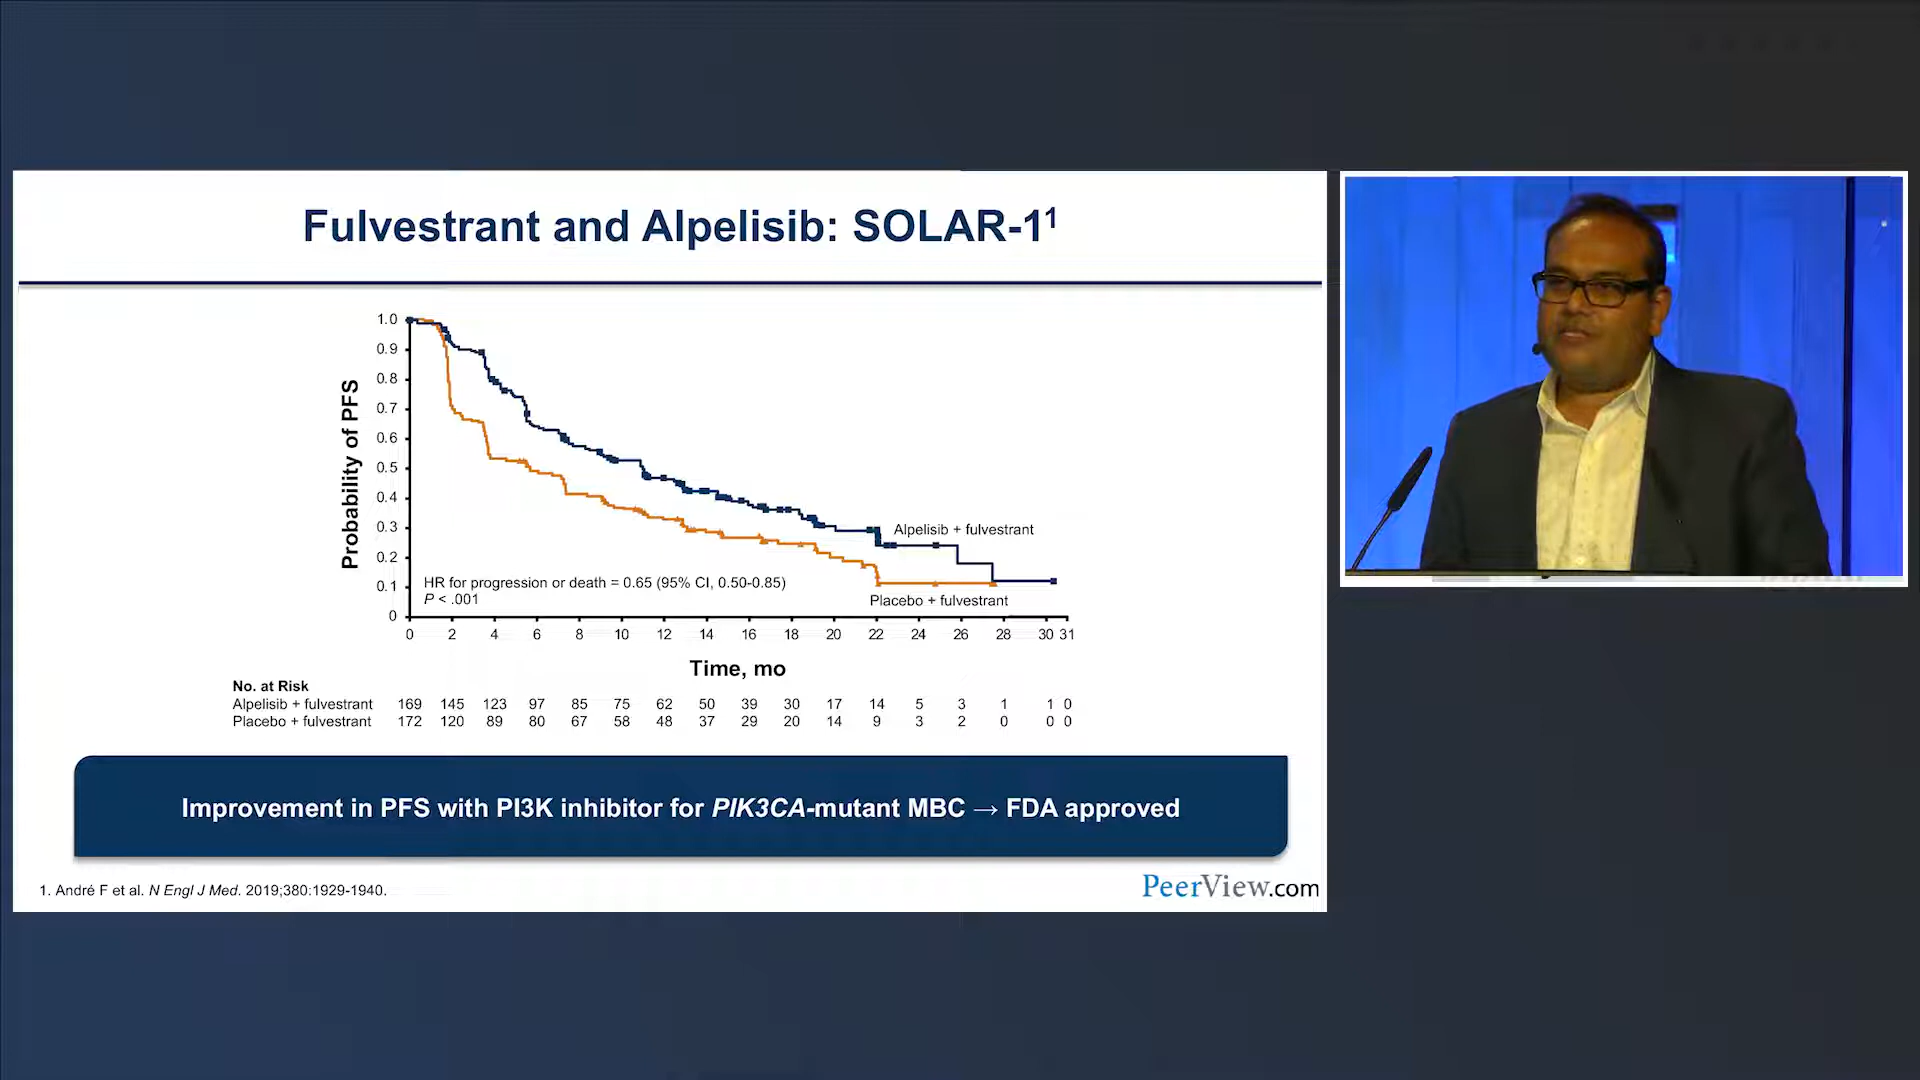 Fulvestrant and Alpelisib: SOLAR-1¹
Probability of PFS
1.0
0.9
0.8
0.7
0.6
0.5
0.4
0.3
0.2
0.1
0
Alpelisib + fulvestrant
HR for progression or death = 0.65 (95% CI, 0.50-0.85)
P < .001
Placebo + fulvestrant
0 2 4 6 8 10 12 14 16 18 20 22 24 26 28 30 31
Time, mo
No. at Risk
Alpelisib + fulvestrant 169 145 123 97 85 75 62 50 39 30 17 14 5 3 1 1 0
Placebo + fulvestrant 172 120 89 80 67 58 48 37 29 20 14 9 3 2 0 0 0
Improvement in PFS with PI3K inhibitor for PIK3CA-mutant MBC → FDA approved
1. André F et al. N Engl J Med. 2019;380:1929-1940.
PeerView.com